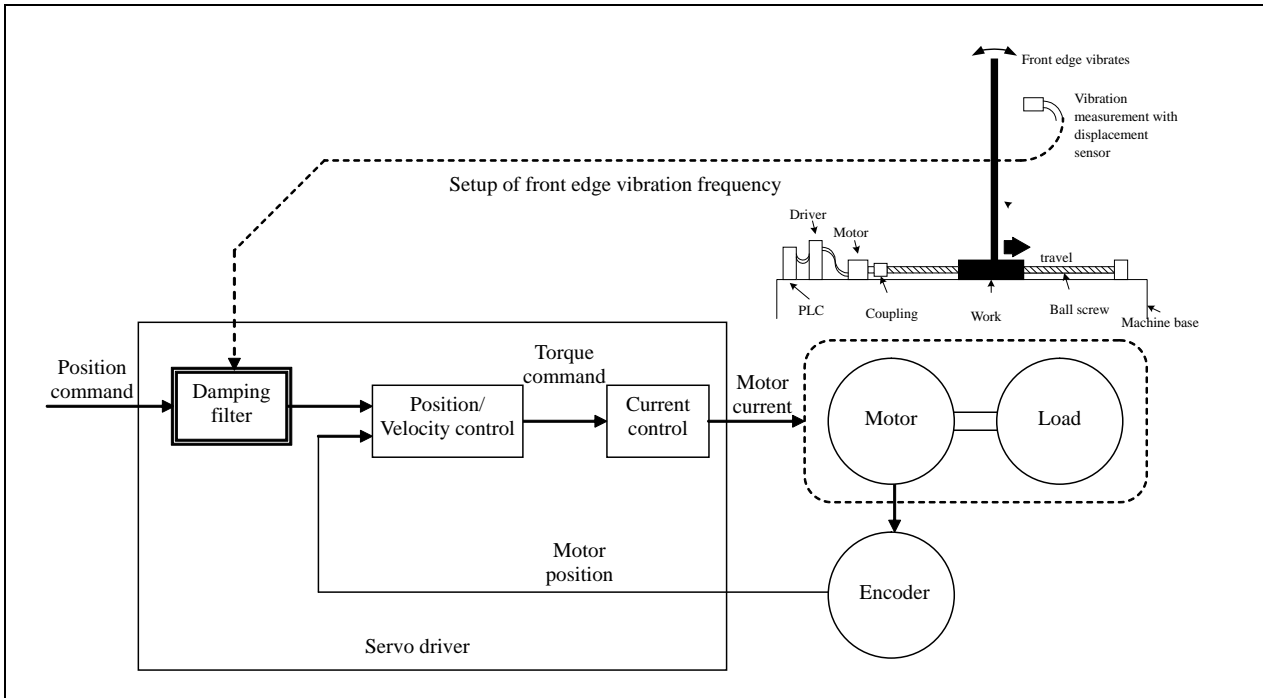 Front edge vibrates
Vibration
measurement with
displacement
sensor
Setup of front edge vibration frequency
Driver
Motor
travel
PLC
Coupling
Work
Ball screw
Machine base
Position
command
Damping
filter
Position/
Velocity control
Torque
command
Current
control
Motor
current
Motor
Load
Motor
position
Encoder
Servo driver